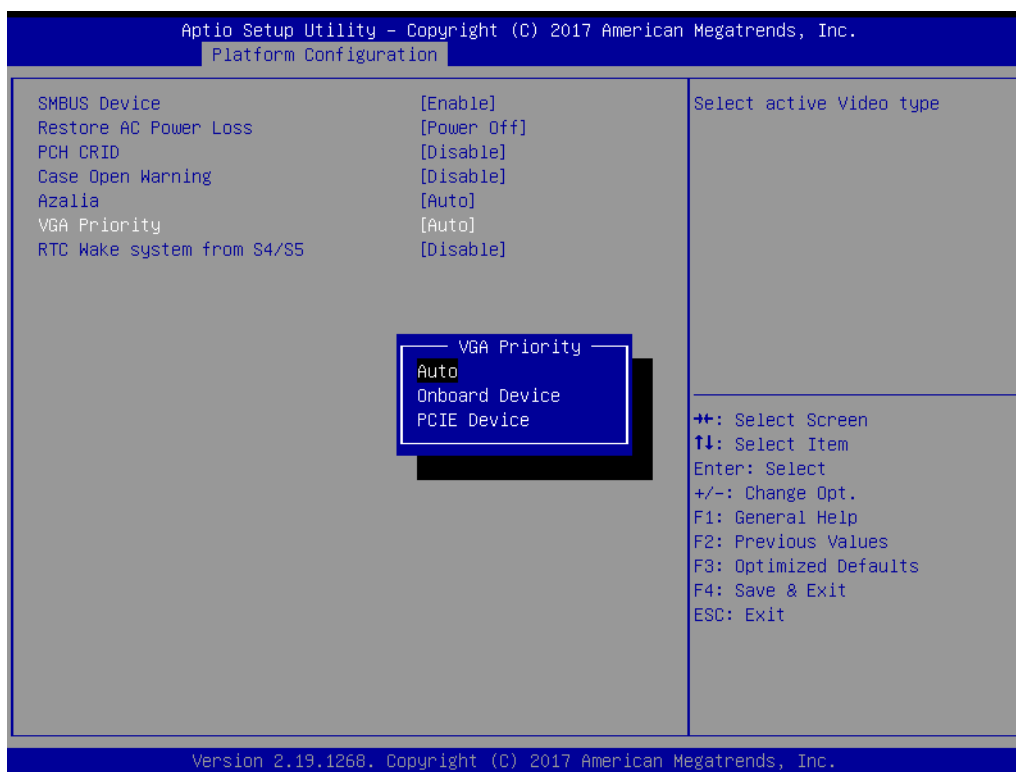 Aptio Setup Utility – Copyright (C) 2017 American Megatrends, Inc.
Platform Configuration
SMBUS Device [Enable]
Restore AC Power Loss [Power Off]
PCH CRID [Disable]
Case Open Warning [Disable]
Azalia [Auto]
VGA Priority [Auto]
RTC Wake system from S4/S5 [Disable]
VGA Priority
Auto
Onboard Device
PCIE Device
Select active Video type
→←: Select Screen
↑↓: Select Item
Enter: Select
+/-: Change Opt.
F1: General Help
F2: Previous Values
F3: Optimized Defaults
F4: Save & Exit
ESC: Exit
Version 2.19.1268. Copyright (C) 2017 American Megatrends, Inc.